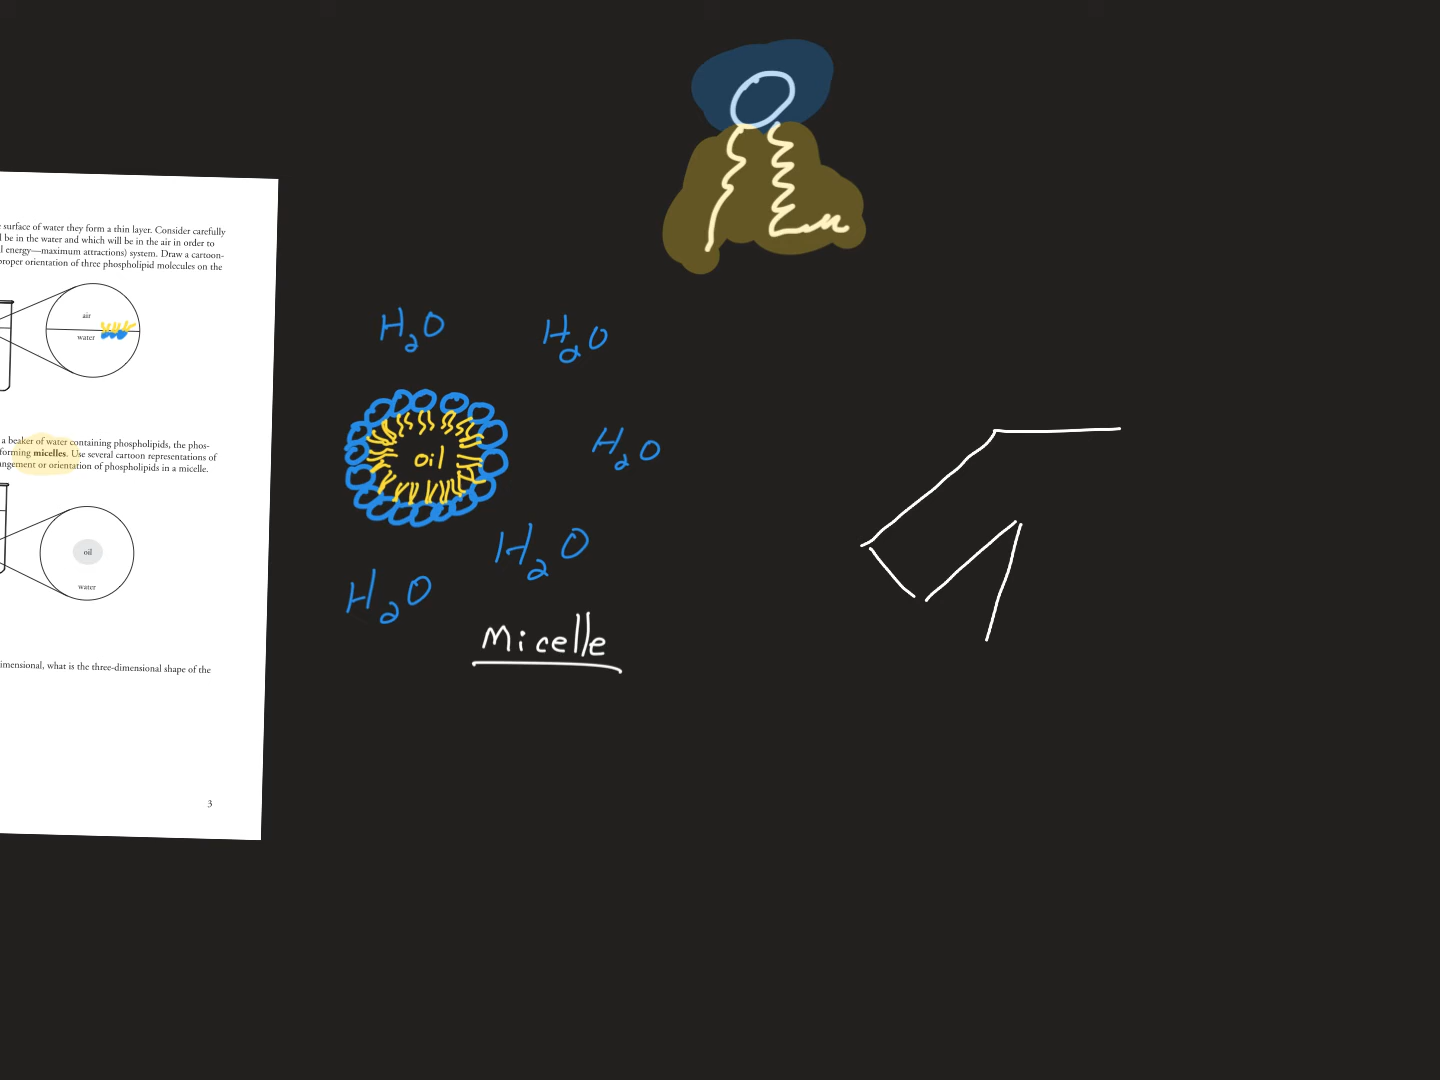 surface of water they form a thin layer. Consider carefully
be in the water and which will be in the air in order to
energy—maximum attractions) system. Draw a cartoon-
proper orientation of three phospholipid molecules on the
air
water
a beaker of water containing phospholipids, the phos-
forming micelles. Use several cartoon representations of
or orientation of phospholipids in a micelle.
oil
water
what is the three-dimensional shape of the
3
H2O
H2O
H2O
oil
H2O
H2O
Micelle